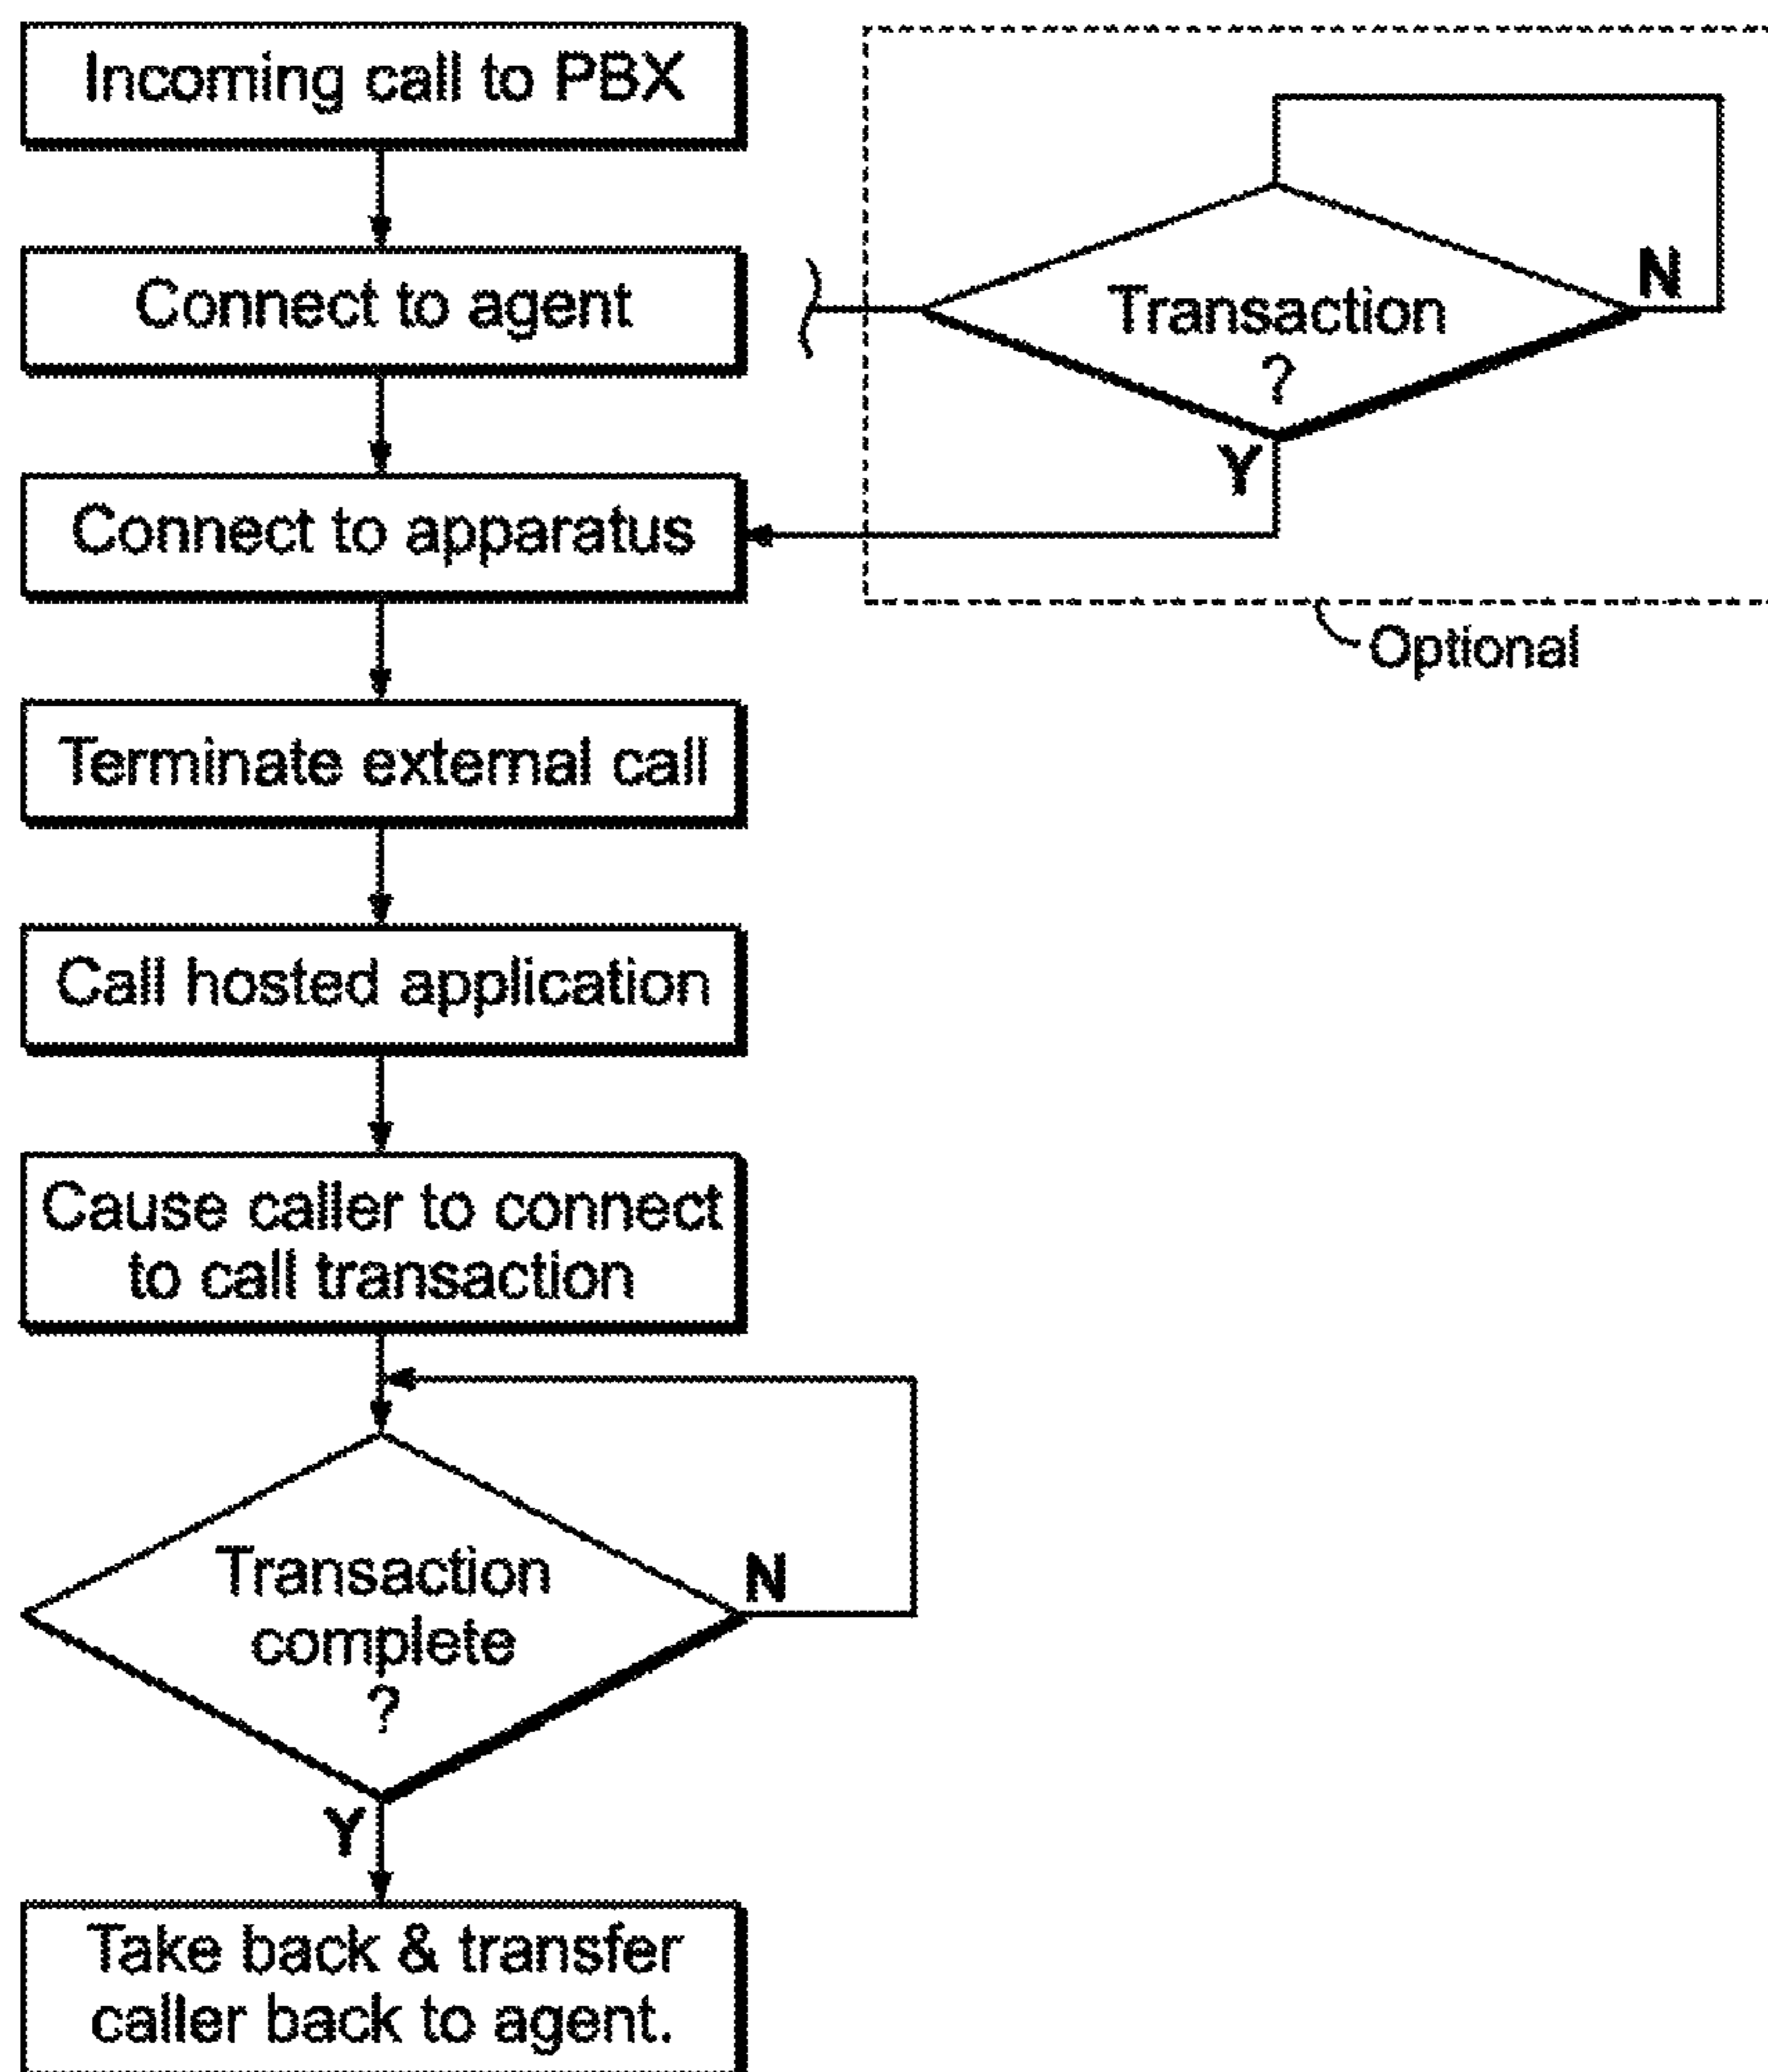 Incoming call to PBX
Connect to agent
Transaction
?
N
Y
Connect to apparatus
Optional
Terminate external call
Call hosted application
Cause caller to connect
to call transaction
Transaction
complete
?
N
Y
Take back & transfer
caller back to agent.